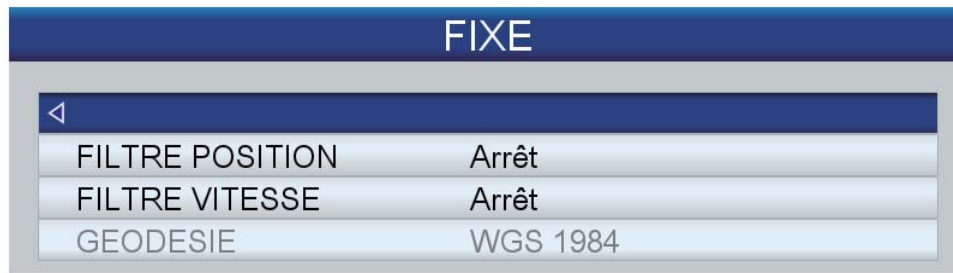 FIXE
FILTRE POSITION Arrêt
FILTRE VITESSE Arrêt
GEODESIE WGS 1984